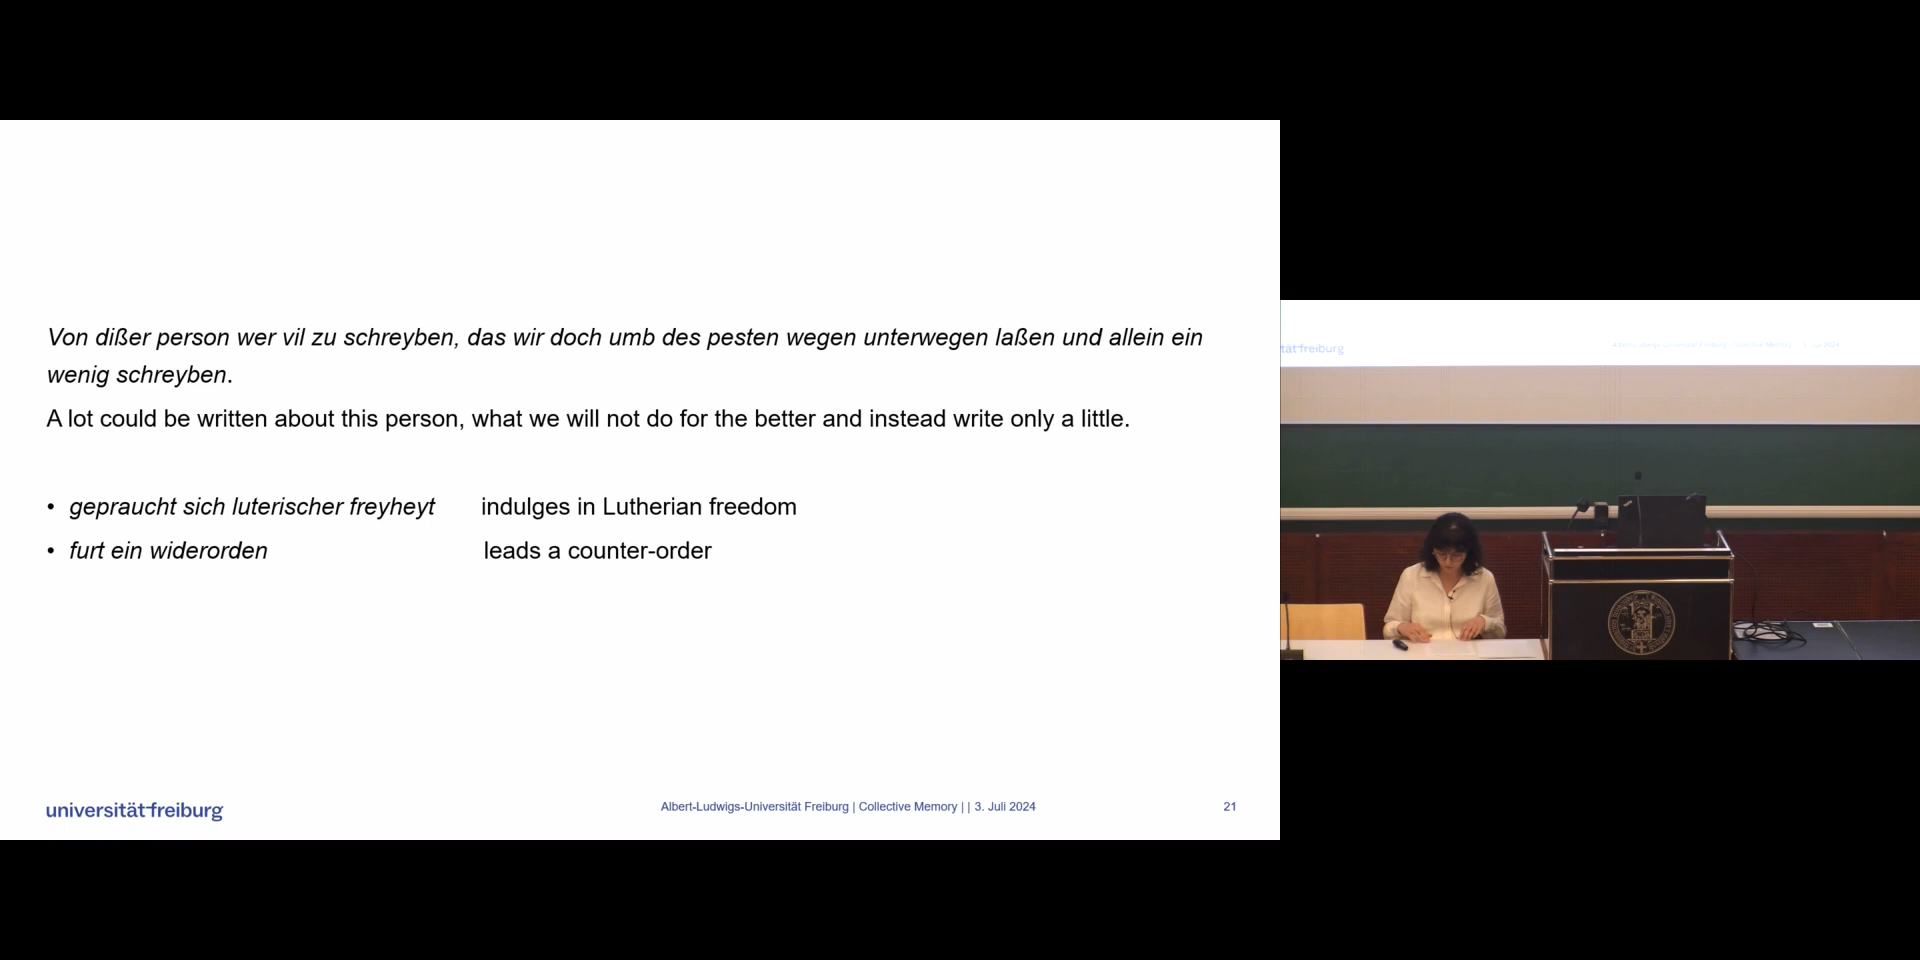 Von dißer person wer vil zu schreyben, das wir doch umb des pesten wegen unterwegen laßen und allein ein
wenig schreyben.
A lot could be written about this person, what we will not do for the better and instead write only a little.
• gepraucht sich luterischer freyheyt indulges in Lutherian freedom
• furt ein widerorden leads a counter-order
universität freiburg
Albert-Ludwigs-Universität Freiburg | Collective Memory | | 3. Juli 2024
21
tät freiburg